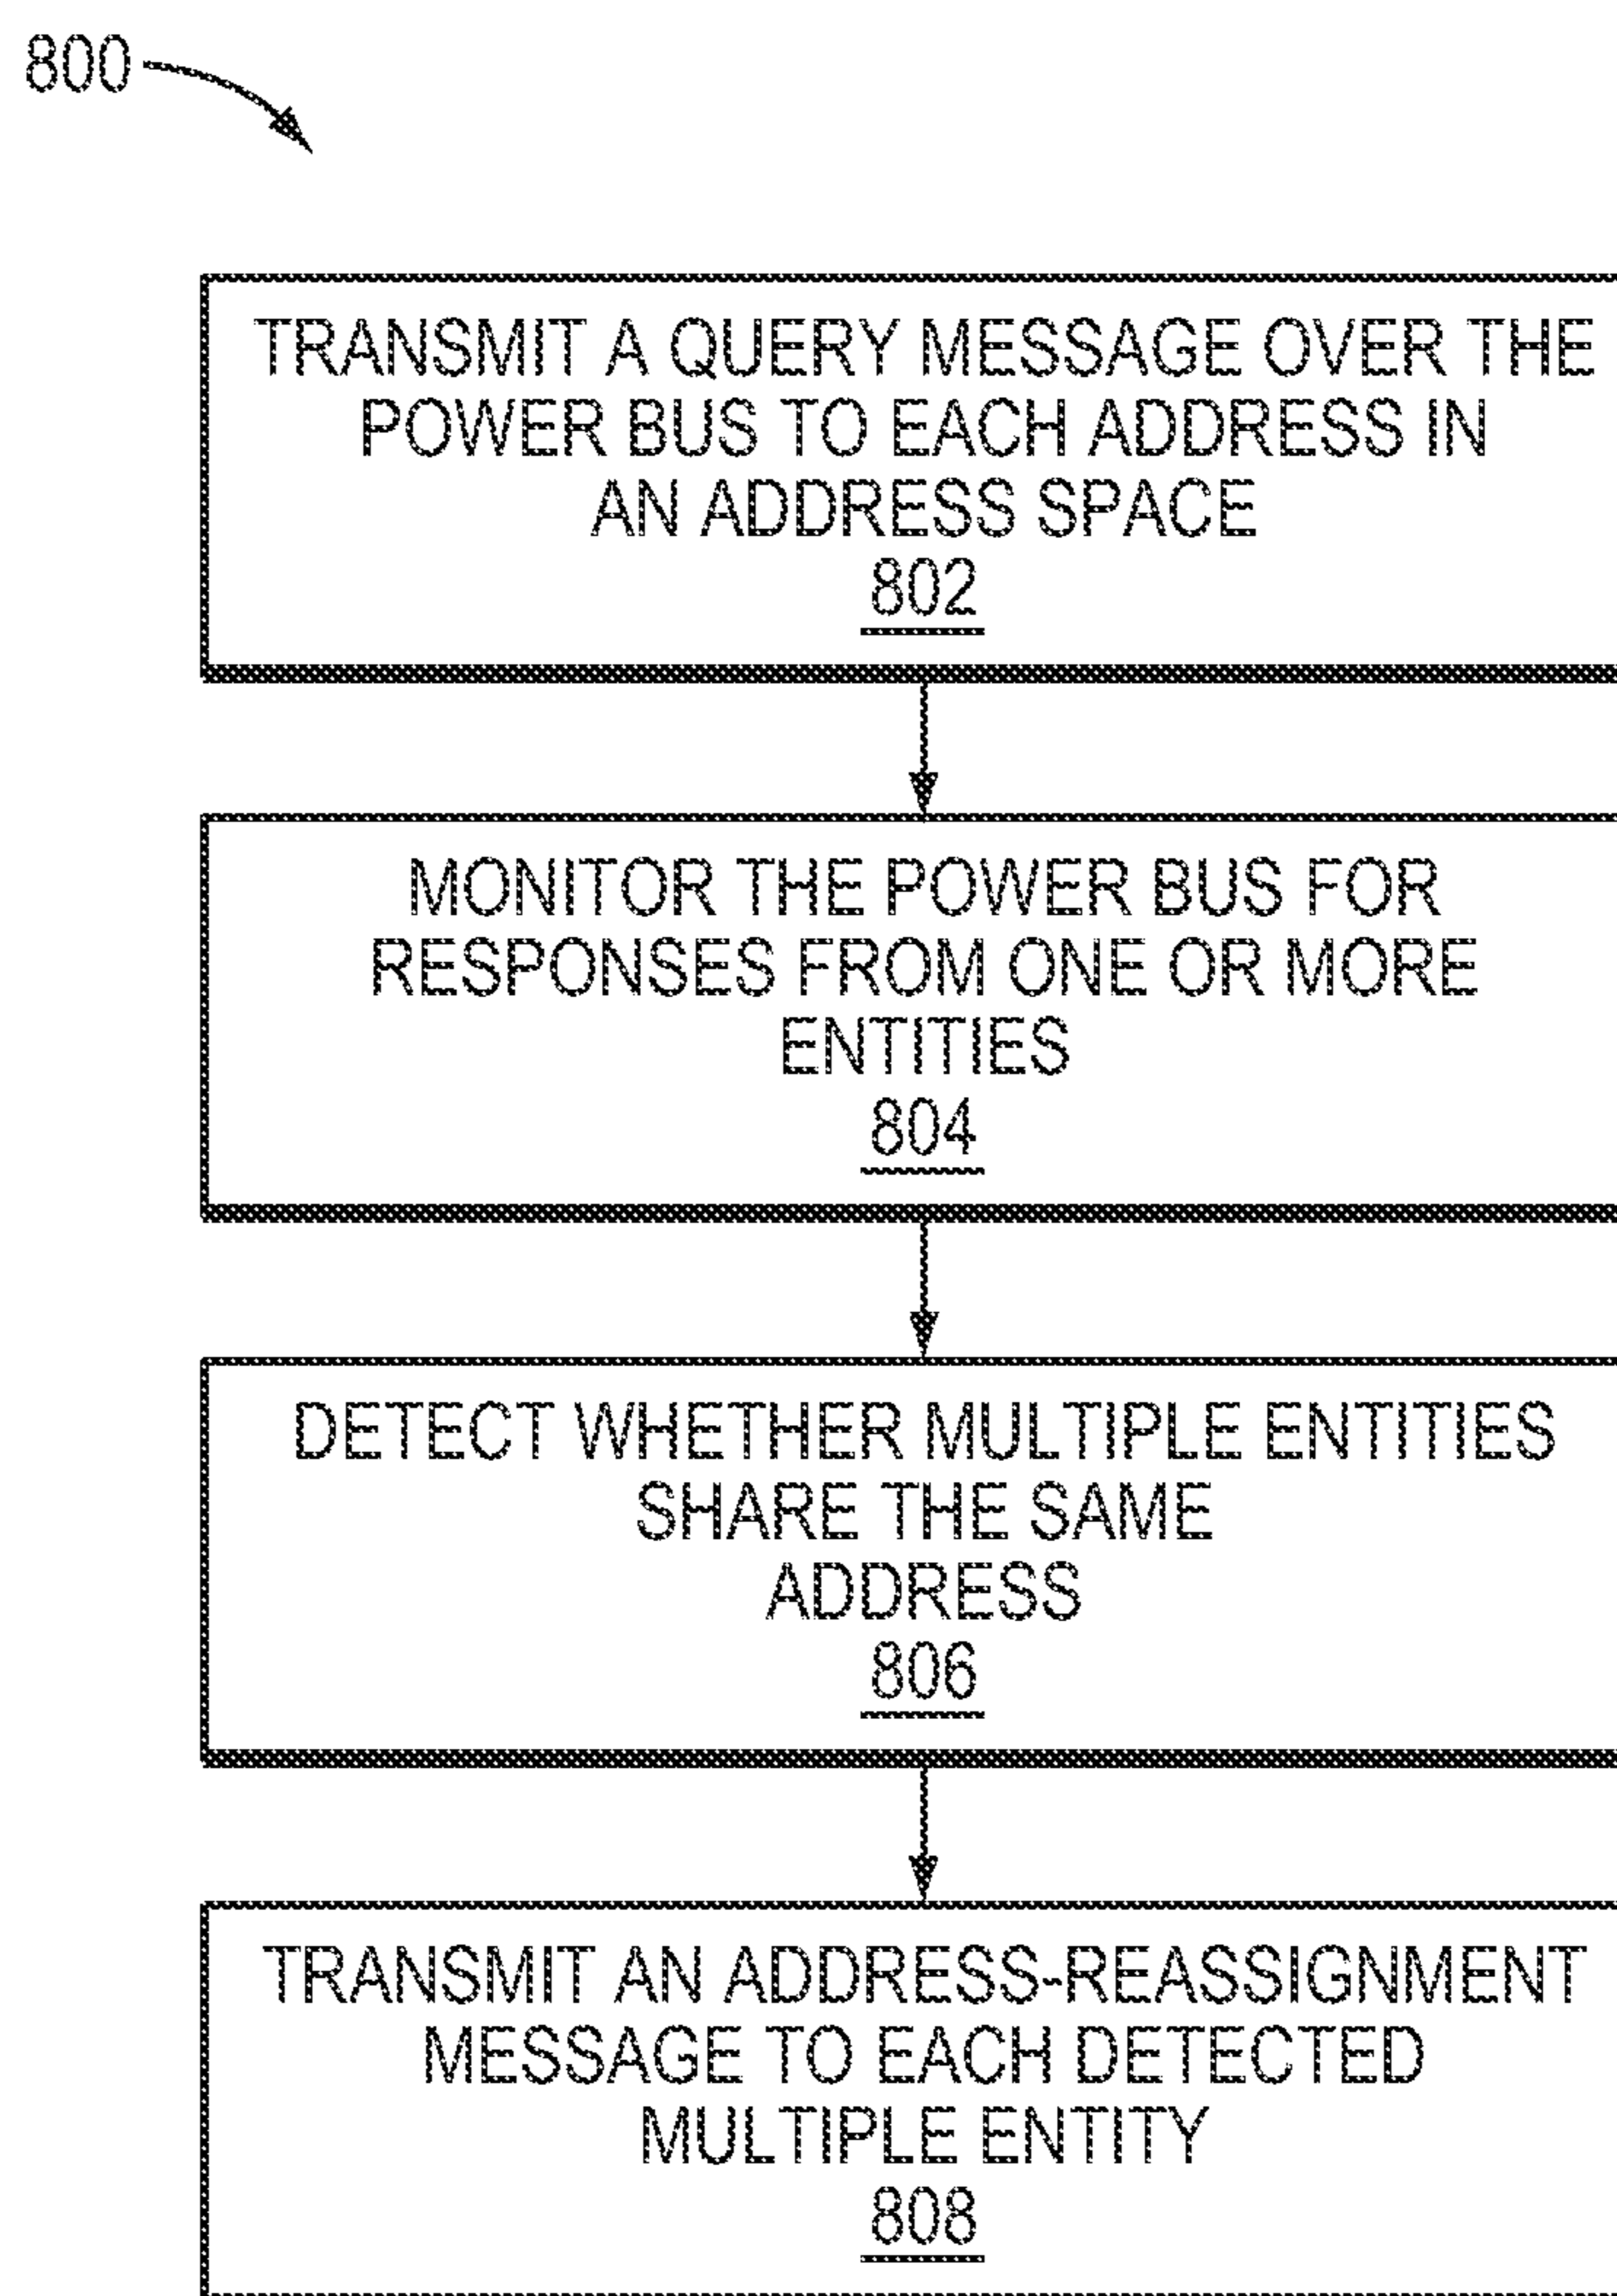 800
TRANSMIT A QUERY MESSAGE OVER THE
POWER BUS TO EACH ADDRESS IN
AN ADDRESS SPACE
802
MONITOR THE POWER BUS FOR
RESPONSES FROM ONE OR MORE
ENTITIES
804
DETECT WHETHER MULTIPLE ENTITIES
SHARE THE SAME
ADDRESS
806
TRANSMIT AN ADDRESS-REASSIGNMENT
MESSAGE TO EACH DETECTED
MULTIPLE ENTITY
808